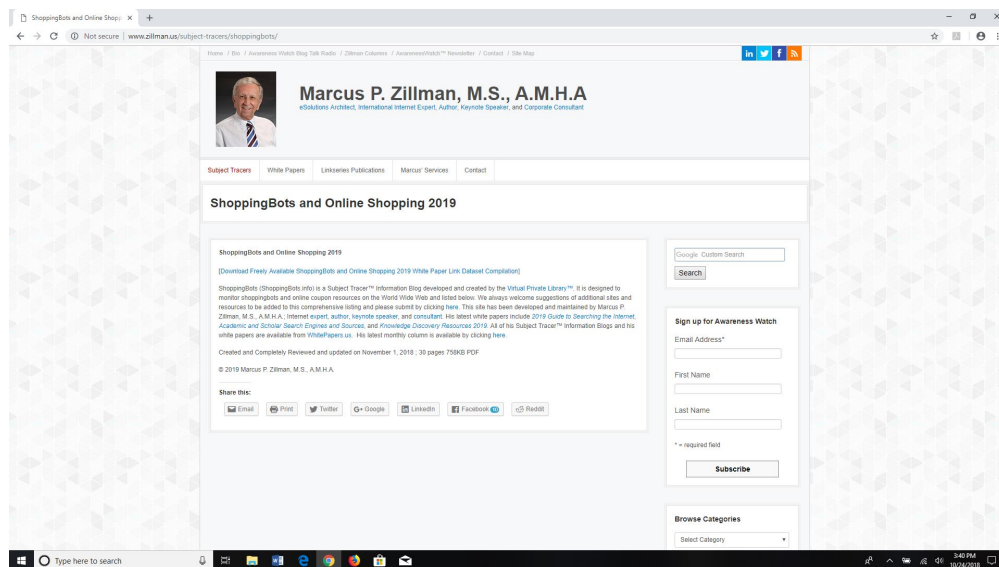 ShoppingBots and Online Shopp
Not secure | www.zillman.us/subject-tracers/shoppingbots/
Home / Bio / Awareness Watch Blog Talk Radio / Zillman Columns / AwarenessWatch™ Newsletter / Contact / Site Map
Marcus P. Zillman, M.S., A.M.H.A
eSolutions Architect, International Internet Expert, Author, Keynote Speaker, and Corporate Consultant
Subject Tracers White Papers Linkseries Publications Marcus' Services Contact
ShoppingBots and Online Shopping 2019
ShoppingBots and Online Shopping 2019
[Download Freely Available ShoppingBots and Online Shopping 2019 White Paper Link Dataset Compilation]
ShoppingBots (ShoppingBots.info) is a Subject Tracer™ Information Blog developed and created by the Virtual Private Library™. It is designed to
monitor shoppingbots and online coupon resources on the World Wide Web and listed below. We always welcome suggestions of additional sites and
resources to be added to this comprehensive listing and please submit by clicking here. This site has been developed and maintained by Marcus P.
Zillman, M.S., A.M.H.A.; Internet expert, author, keynote speaker, and consultant. His latest white papers include 2019 Guide to Searching the Internet,
Academic and Scholar Search Engines and Sources, and Knowledge Discovery Resources 2019. All of his Subject Tracer™ Information Blogs and his
white papers are available from WhitePapers.us. His latest monthly column is available by clicking here.
Created and Completely Reviewed and updated on November 1, 2018 ; 30 pages 758KB PDF
© 2019 Marcus P. Zillman, M.S., A.M.H.A.
Share this:
Email Print Twitter G+ Google LinkedIn Facebook 10 Reddit
Google Custom Search
Search
Sign up for Awareness Watch
Email Address*
First Name
Last Name
* = required field
Subscribe
Browse Categories
Select Category
Type here to search
3:40 PM
10/24/2018